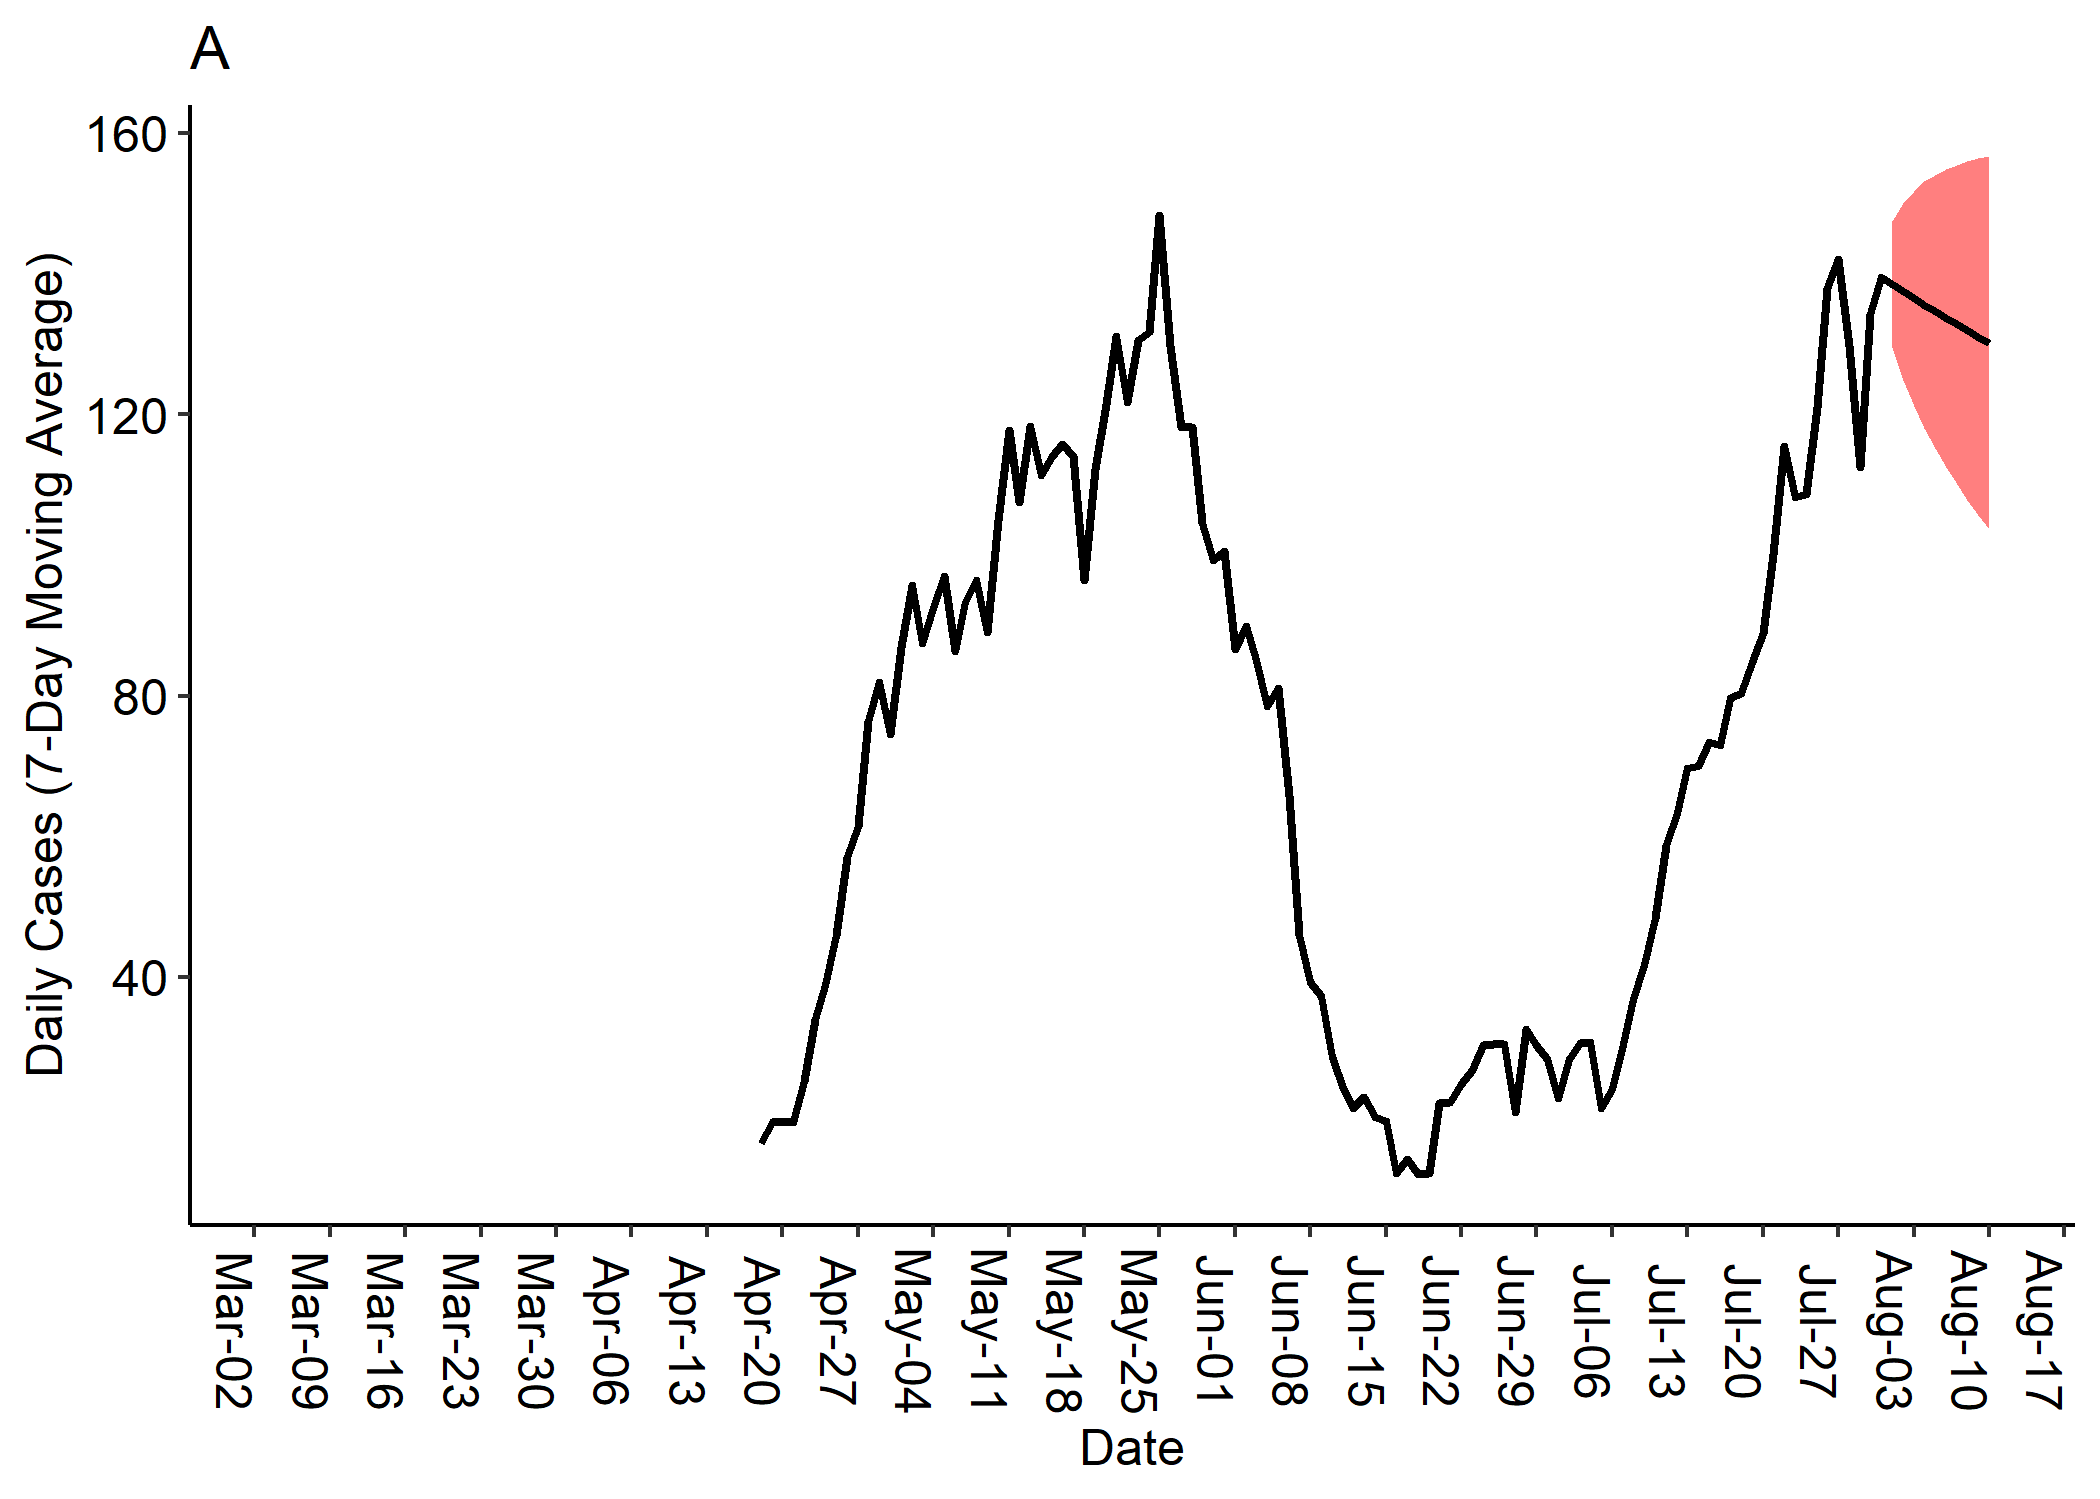 A
160
120
80
40
Daily Cases (7-Day Moving Average)
Mar-02
Mar-09
Mar-16
Mar-23
Mar-30
Apr-06
Apr-13
Apr-20
Apr-27
May-04
May-11
May-18
May-25
Jun-01
Jun-08
Jun-15
Jun-22
Jun-29
Jul-06
Jul-13
Jul-20
Jul-27
Aug-03
Aug-10
Aug-17
Date